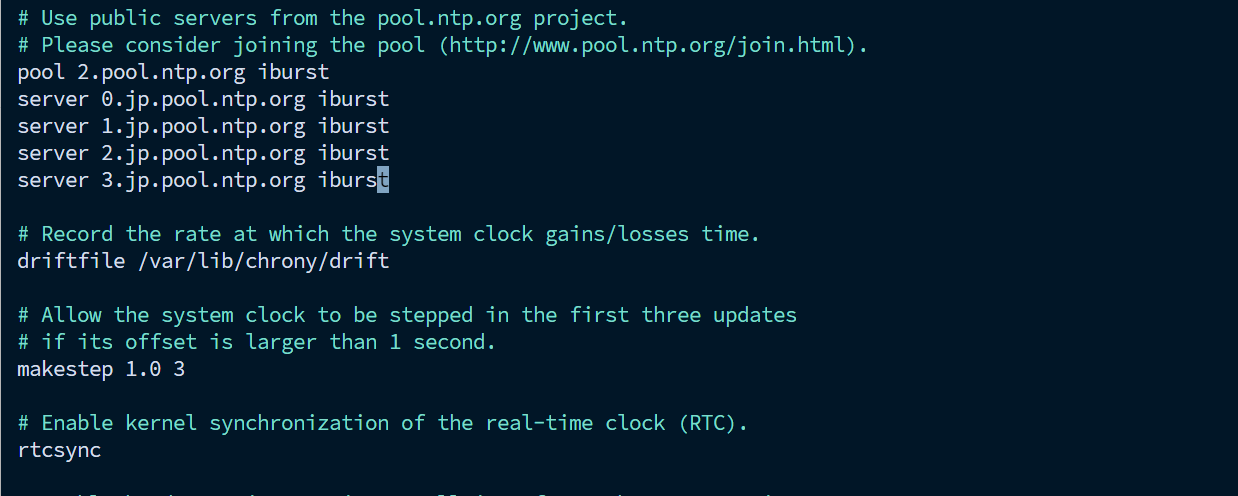 # Use public servers from the pool.ntp.org project.
# Please consider joining the pool (http://www.pool.ntp.org/join.html).
pool 2.pool.ntp.org iburst
server 0.jp.pool.ntp.org iburst
server 1.jp.pool.ntp.org iburst
server 2.jp.pool.ntp.org iburst
server 3.jp.pool.ntp.org iburst
# Record the rate at which the system clock gains/losses time.
driftfile /var/lib/chrony/drift
# Allow the system clock to be stepped in the first three updates
# if its offset is larger than 1 second.
makestep 1.0 3
# Enable kernel synchronization of the real-time clock (RTC).
rtcsync